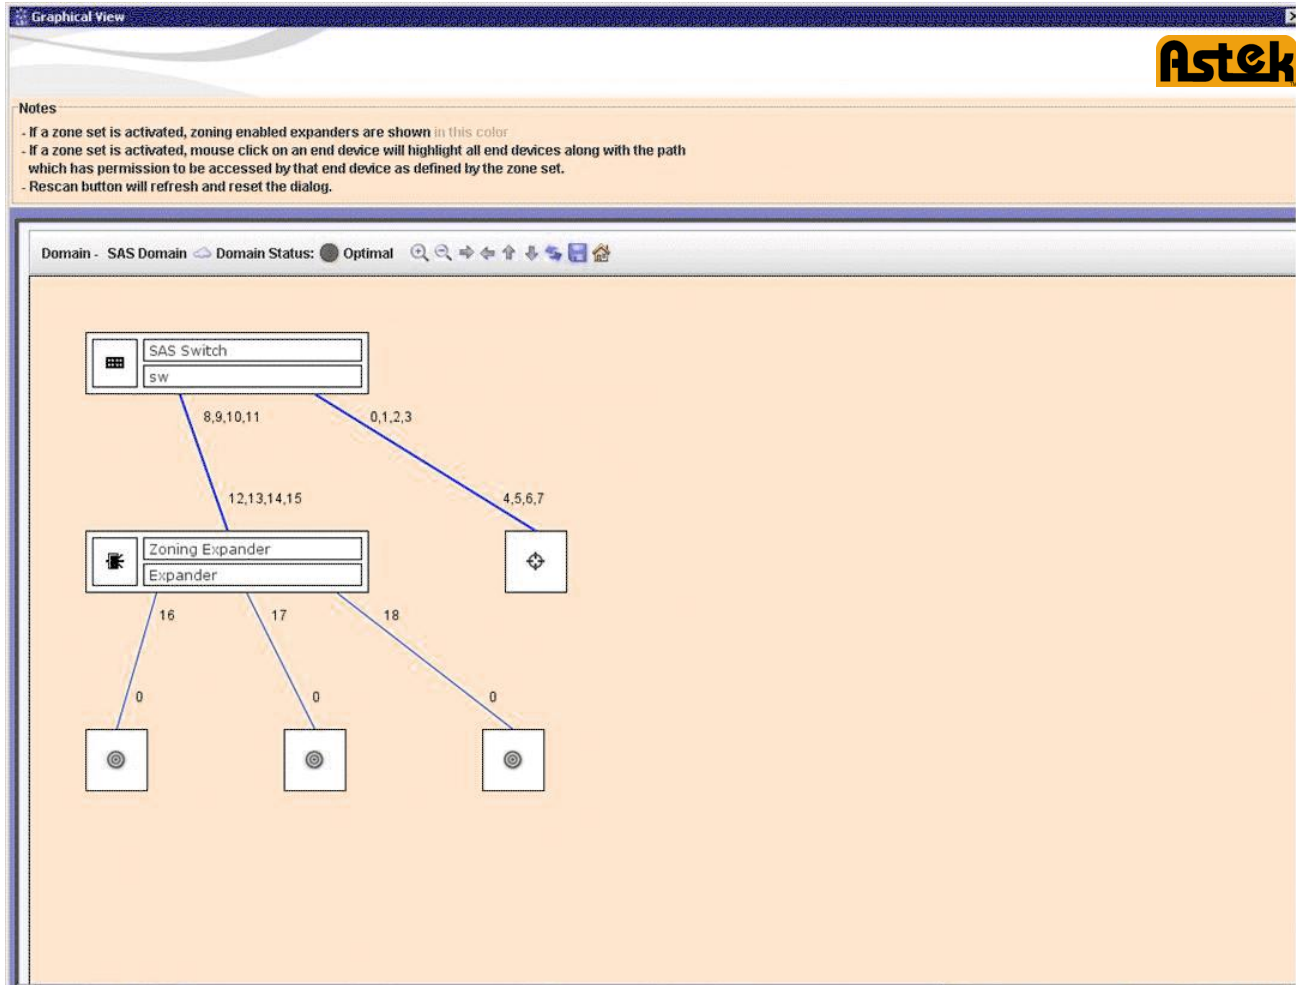 Graphical View
Astek
Notes
- If a zone set is activated, zoning enabled expanders are shown in this color
- If a zone set is activated, mouse click on an end device will highlight all end devices along with the path
which has permission to be accessed by that end device as defined by the zone set.
- Rescan button will refresh and reset the dialog.
Domain - SAS Domain Domain Status: Optimal
SAS Switch
sw
8,9,10,11 0,1,2,3
12,13,14,15 4,5,6,7
Zoning Expander
Expander
16 17 18
0 0 0